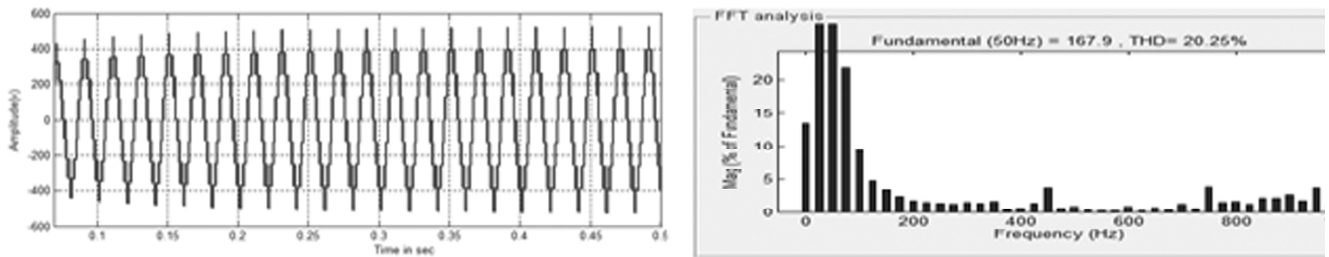 600
400
200
0
-200
-400
-600
Amplitude(v)
0.1 0.15 0.2 0.25 0.3 0.35 0.4 0.45 0.5
Time in sec
FFT analysis
Fundamental (50Hz) = 167.9 , THD= 20.25%
20
15
10
5
0
Mag (% of Fundamental)
0 200 400 600 800
Frequency (Hz)